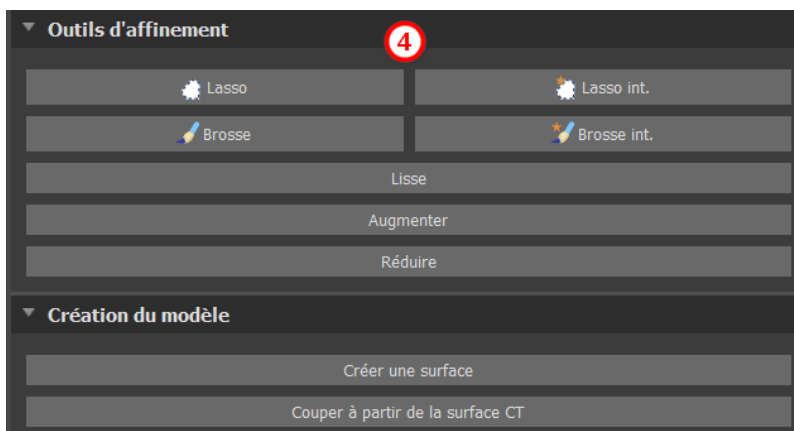 Outils d'affinement
4
Lasso
Lasso int.
Brosse
Brosse int.
Lisse
Augmenter
Réduire
Création du modèle
Créer une surface
Couper à partir de la surface CT